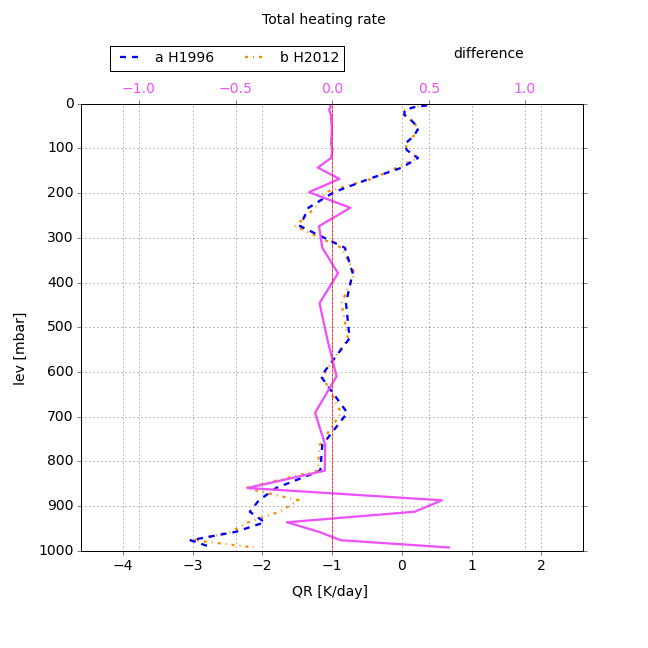 Total heating rate
a H1996 b H2012 difference
−1.0 −0.5 0.0 0.5 1.0
0
100
200
300
400
500
600
700
800
900
1000
lev [mbar]
−4 −3 −2 −1 0 1 2
QR [K/day]